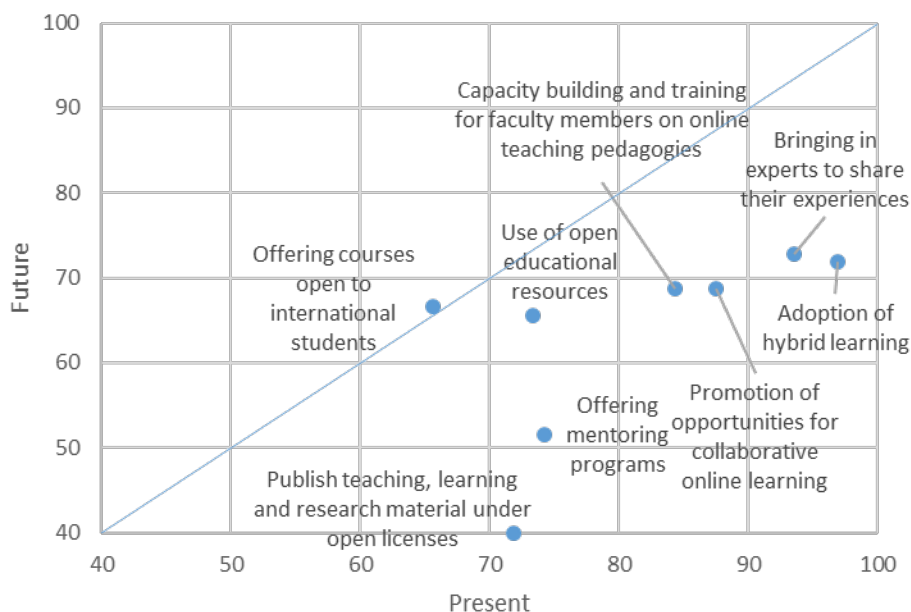 100
90
80
70
60
50
40
Future
Capacity building and training
for faculty members on online
teaching pedagogies
Bringing in
experts to share
their experiences
Offering courses
open to
international
students
Use of open
educational
resources
Adoption of
hybrid learning
Offering
mentoring
programs
Promotion of
opportunities for
collaborative
online learning
Publish teaching, learning
and research material under
open licenses
40 50 60 70 80 90 100
Present